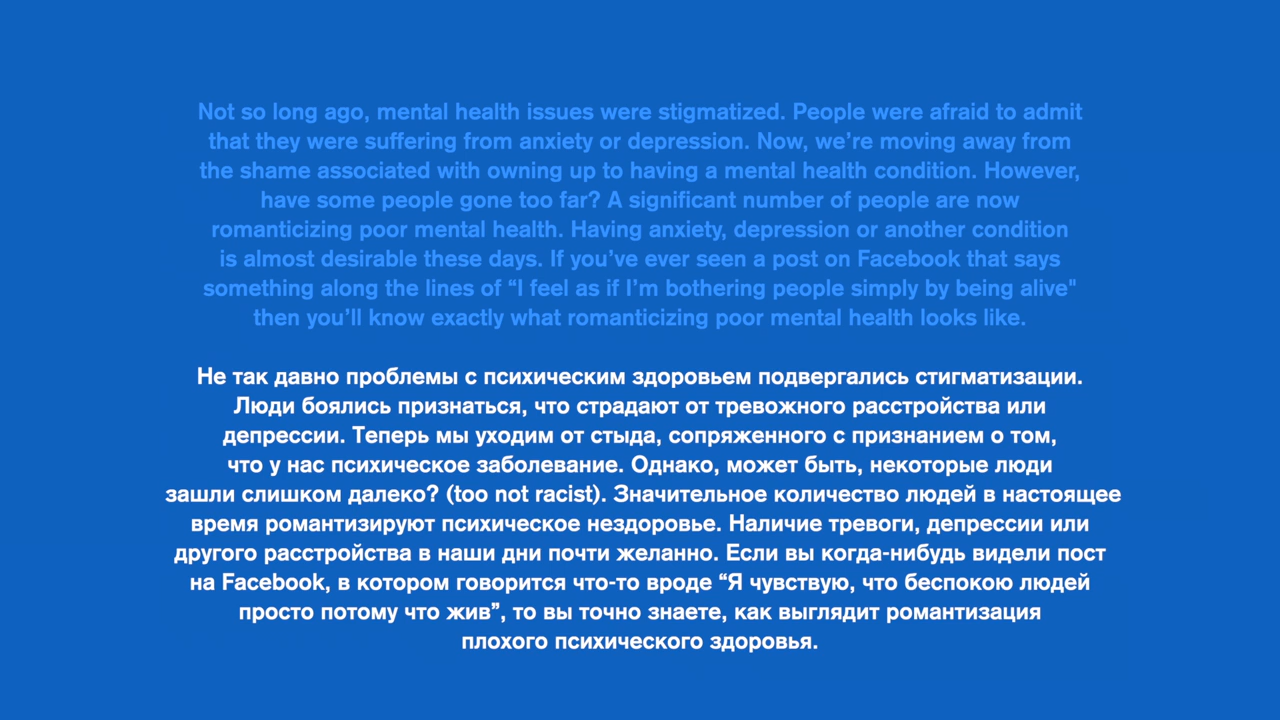 Not so long ago, mental health issues were stigmatized. People were afraid to admit
that they were suffering from anxiety or depression. Now, we’re moving away from
the shame associated with owning up to having a mental health condition. However,
have some people gone too far? A significant number of people are now
romanticizing poor mental health. Having anxiety, depression or another condition
is almost desirable these days. If you’ve ever seen a post on Facebook that says
something along the lines of “I feel as if I’m bothering people simply by being alive"
then you’ll know exactly what romanticizing poor mental health looks like.
Не так давно проблемы с психическим здоровьем подвергались стигматизации.
Люди боялись признаться, что страдают от тревожного расстройства или
депрессии. Теперь мы уходим от стыда, сопряженного с признанием о том,
что у нас психическое заболевание. Однако, может быть, некоторые люди
зашли слишком далеко? (too not racist). Значительное количество людей в настоящее
время романтизируют психическое нездоровье. Наличие тревоги, депрессии или
другого расстройства в наши дни почти желанно. Если вы когда-нибудь видели пост
на Facebook, в котором говорится что-то вроде “Я чувствую, что беспокою людей
просто потому что жив”, то вы точно знаете, как выглядит романтизация
плохого психического здоровья.